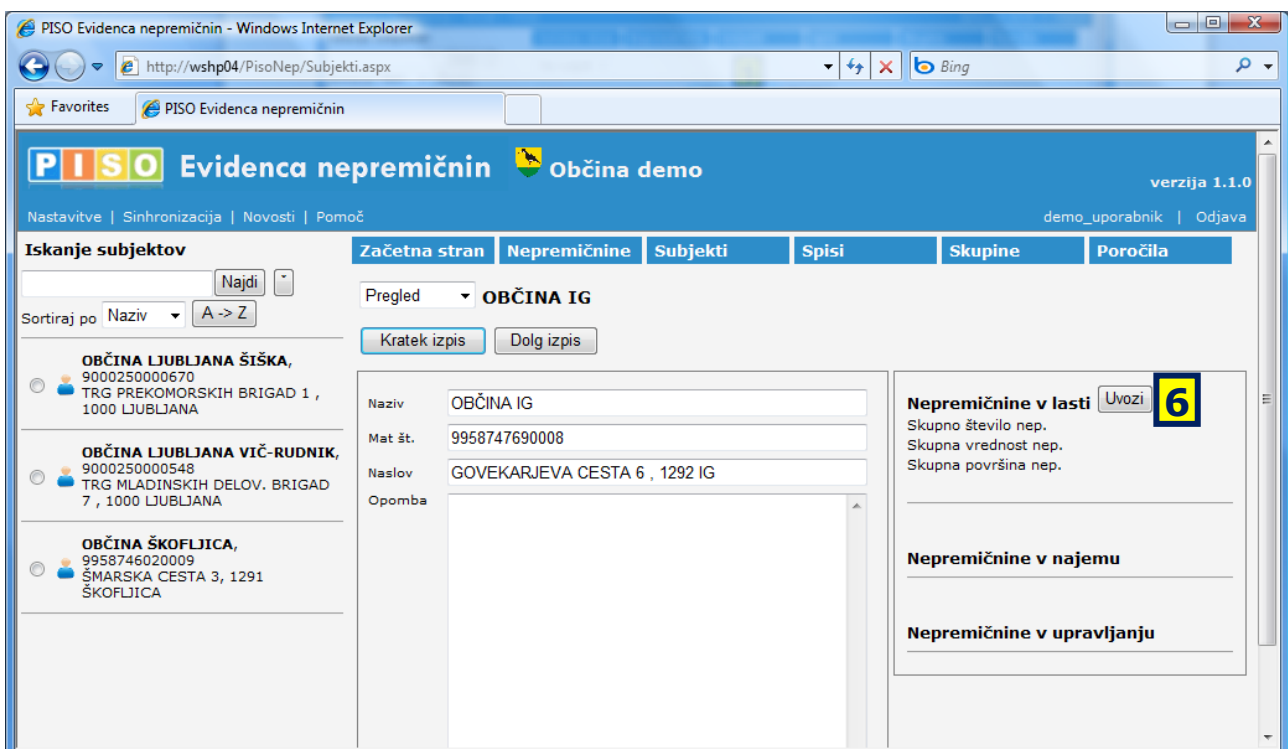 PISO Evidenca nepremičnin - Windows Internet Explorer
http://wshp04/PisoNep/Subjekti.aspx
Bing
Favorites
PISO Evidenca nepremičnin
PISO Evidenca nepremičnin Občina demo
verzija 1.1.0
Nastavitve | Sinhronizacija | Novosti | Pomoč
demo_uporabnik | Odjava
Iskanje subjektov
Najdi
Sortiraj po Naziv A -> Z
OBČINA LJUBLJANA ŠIŠKA,
9000250000670
TRG PREKOMORSKIH BRIGAD 1 ,
1000 LJUBLJANA
OBČINA LJUBLJANA VIČ-RUDNIK,
9000250000548
TRG MLADINSKIH DELOV. BRIGAD
7 , 1000 LJUBLJANA
OBČINA ŠKOFLJICA,
9958746020009
ŠMARSKA CESTA 3, 1291
ŠKOFLJICA
Začetna stran Nepremičnine Subjekti Spisi Skupine Poročila
Pregled OBČINA IG
Kratek izpis Dolg izpis
Naziv OBČINA IG
Mat št. 9958747690008
Naslov GOVEKARJEVA CESTA 6 , 1292 IG
Opomba
Nepremičnine v lasti Uvozi 6
Skupno število nep.
Skupna vrednost nep.
Skupna površina nep.
Nepremičnine v najemu
Nepremičnine v upravljanju